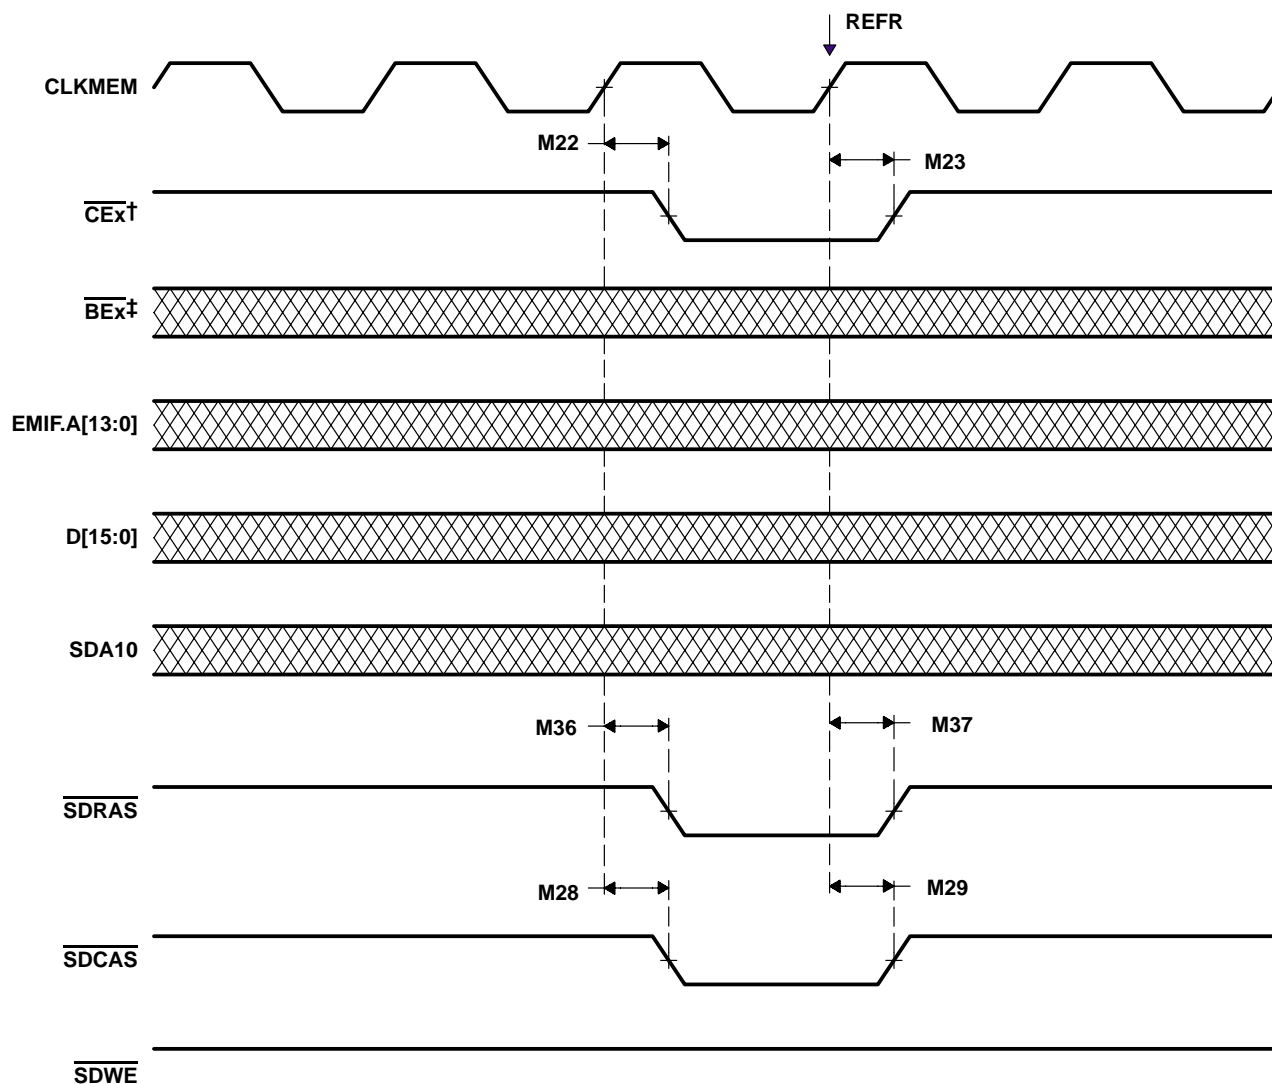 REFR
CLKMEM
M22
M23
CEx†
BEx‡
EMIF.A[13:0]
D[15:0]
SDA10
M36
M37
SDRAS
M28
M29
SDCAS
SDWE